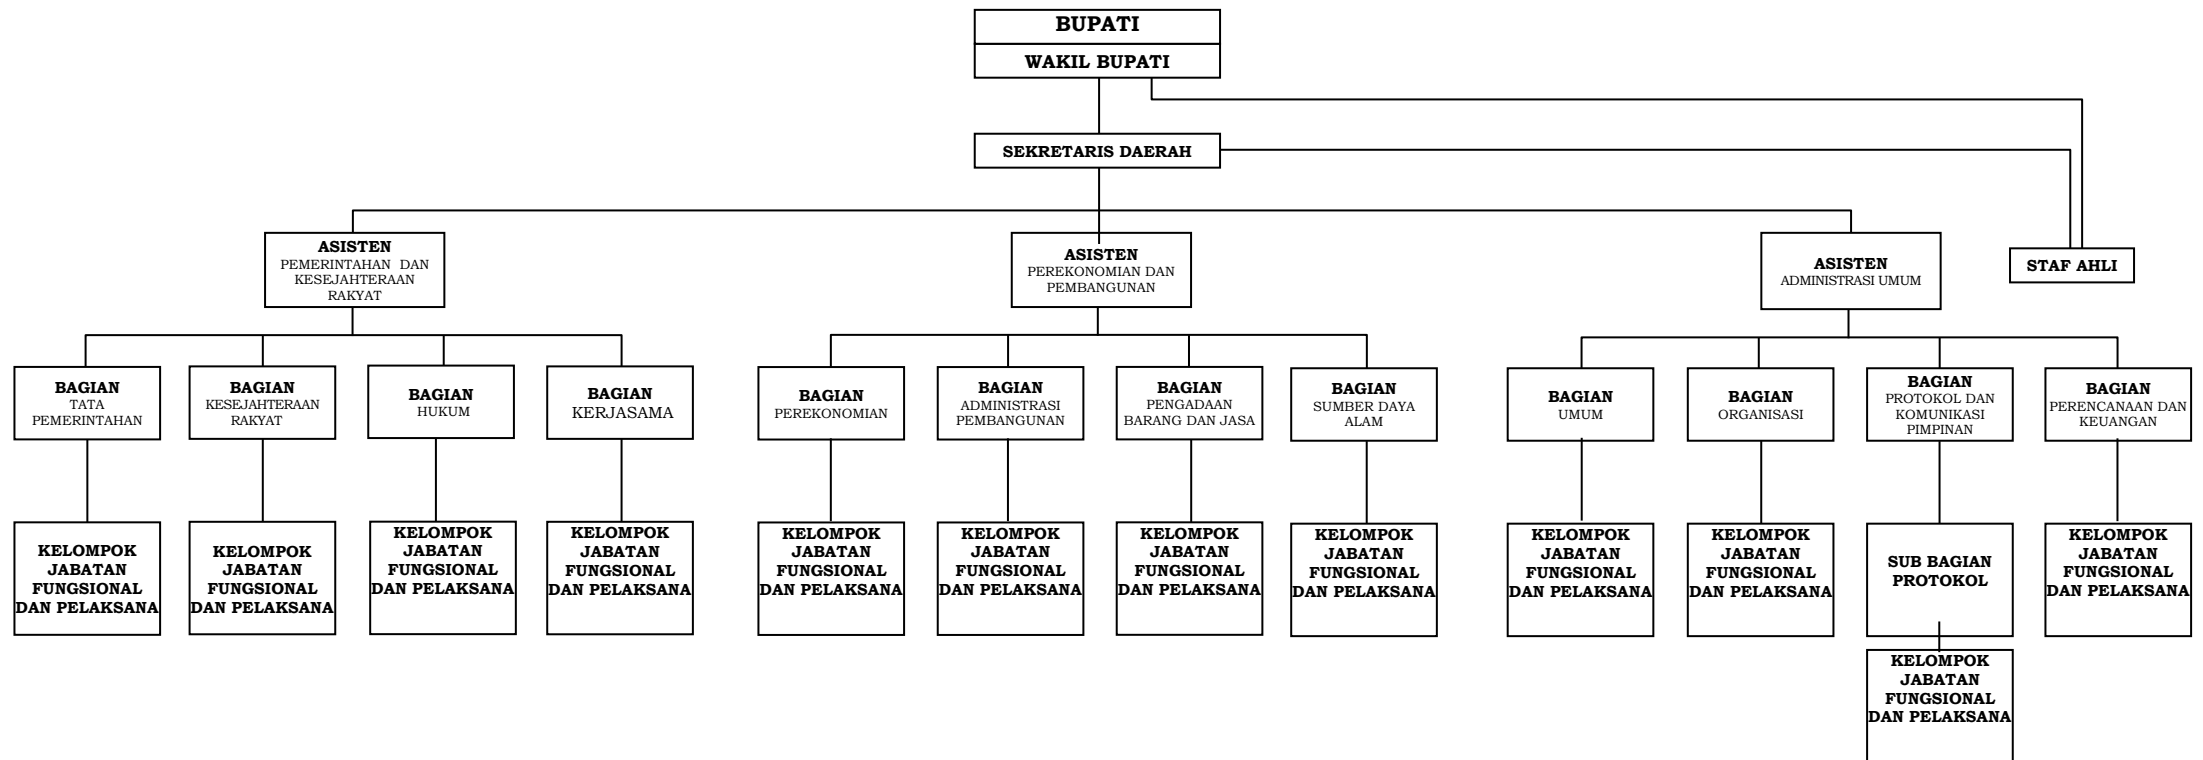 BUPATI
WAKIL BUPATI
SEKRETARIS DAERAH
ASISTEN
PEMERINTAHAN DAN
KESEJAHTERAAN
RAKYAT
ASISTEN
PEREKONOMIAN DAN
PEMBANGUNAN
ASISTEN
ADMINISTRASI UMUM
STAF AHLI
BAGIAN
TATA
PEMERINTAHAN
BAGIAN
KESEJAHTERAAN
RAKYAT
BAGIAN
HUKUM
BAGIAN
KERJASAMA
BAGIAN
PEREKONOMIAN
BAGIAN
ADMINISTRASI
PEMBANGUNAN
BAGIAN
PENGADAAN
BARANG DAN JASA
BAGIAN
SUMBER DAYA
ALAM
BAGIAN
UMUM
BAGIAN
ORGANISASI
BAGIAN
PROTOKOL DAN
KOMUNIKASI
PIMPINAN
BAGIAN
PERENCANAAN DAN
KEUANGAN
KELOMPOK
JABATAN
FUNGSIONAL
DAN PELAKSANA
KELOMPOK
JABATAN
FUNGSIONAL
DAN PELAKSANA
KELOMPOK
JABATAN
FUNGSIONAL
DAN PELAKSANA
KELOMPOK
JABATAN
FUNGSIONAL
DAN PELAKSANA
KELOMPOK
JABATAN
FUNGSIONAL
DAN PELAKSANA
KELOMPOK
JABATAN
FUNGSIONAL
DAN PELAKSANA
KELOMPOK
JABATAN
FUNGSIONAL
DAN PELAKSANA
KELOMPOK
JABATAN
FUNGSIONAL
DAN PELAKSANA
KELOMPOK
JABATAN
FUNGSIONAL
DAN PELAKSANA
KELOMPOK
JABATAN
FUNGSIONAL
DAN PELAKSANA
SUB BAGIAN
PROTOKOL
KELOMPOK
JABATAN
FUNGSIONAL
DAN PELAKSANA
KELOMPOK
JABATAN
FUNGSIONAL
DAN PELAKSANA